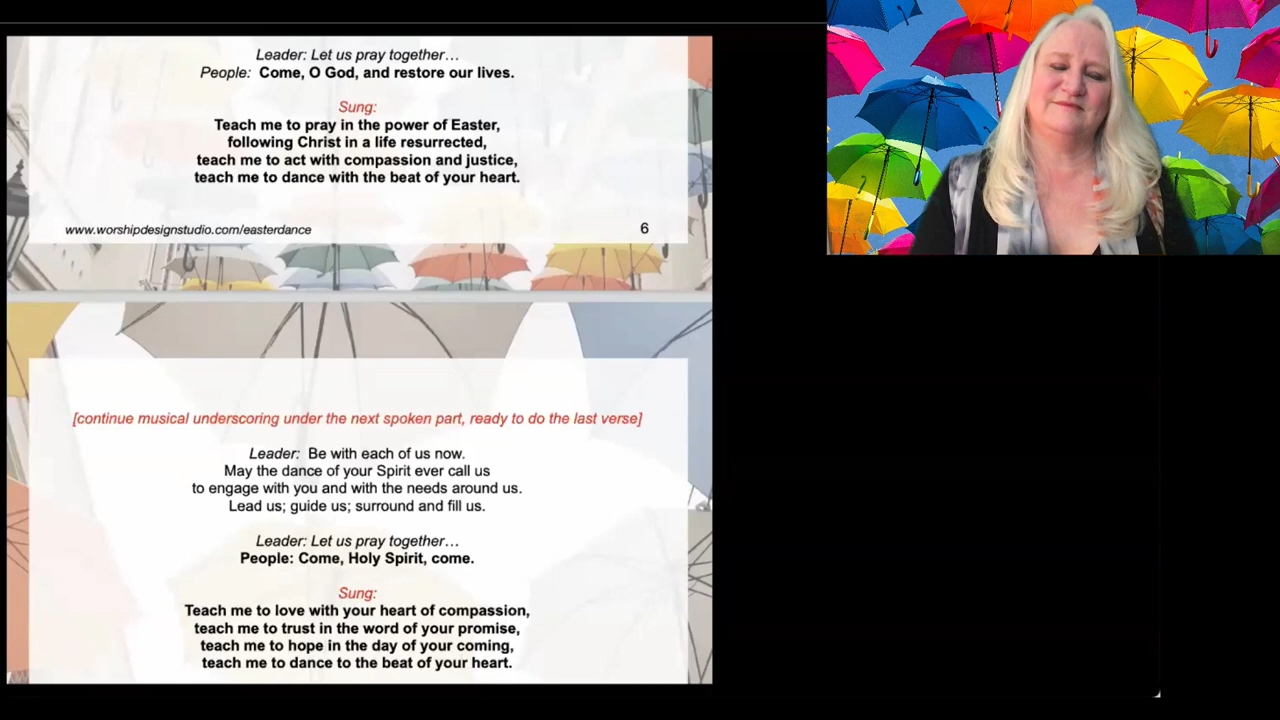 Leader: Let us pray together…
People: Come, O God, and restore our lives.
Sung:
Teach me to pray in the power of Easter,
following Christ in a life resurrected,
teach me to act with compassion and justice,
teach me to dance with the beat of your heart.
www.worshipdesignstudio.com/easterdance 6
[continue musical underscoring under the next spoken part, ready to do the last verse]
Leader: Be with each of us now.
May the dance of your Spirit ever call us
to engage with you and with the needs around us.
Lead us; guide us; surround and fill us.
Leader: Let us pray together…
People: Come, Holy Spirit, come.
Sung:
Teach me to love with your heart of compassion,
teach me to trust in the word of your promise,
teach me to hope in the day of your coming,
teach me to dance to the beat of your heart.